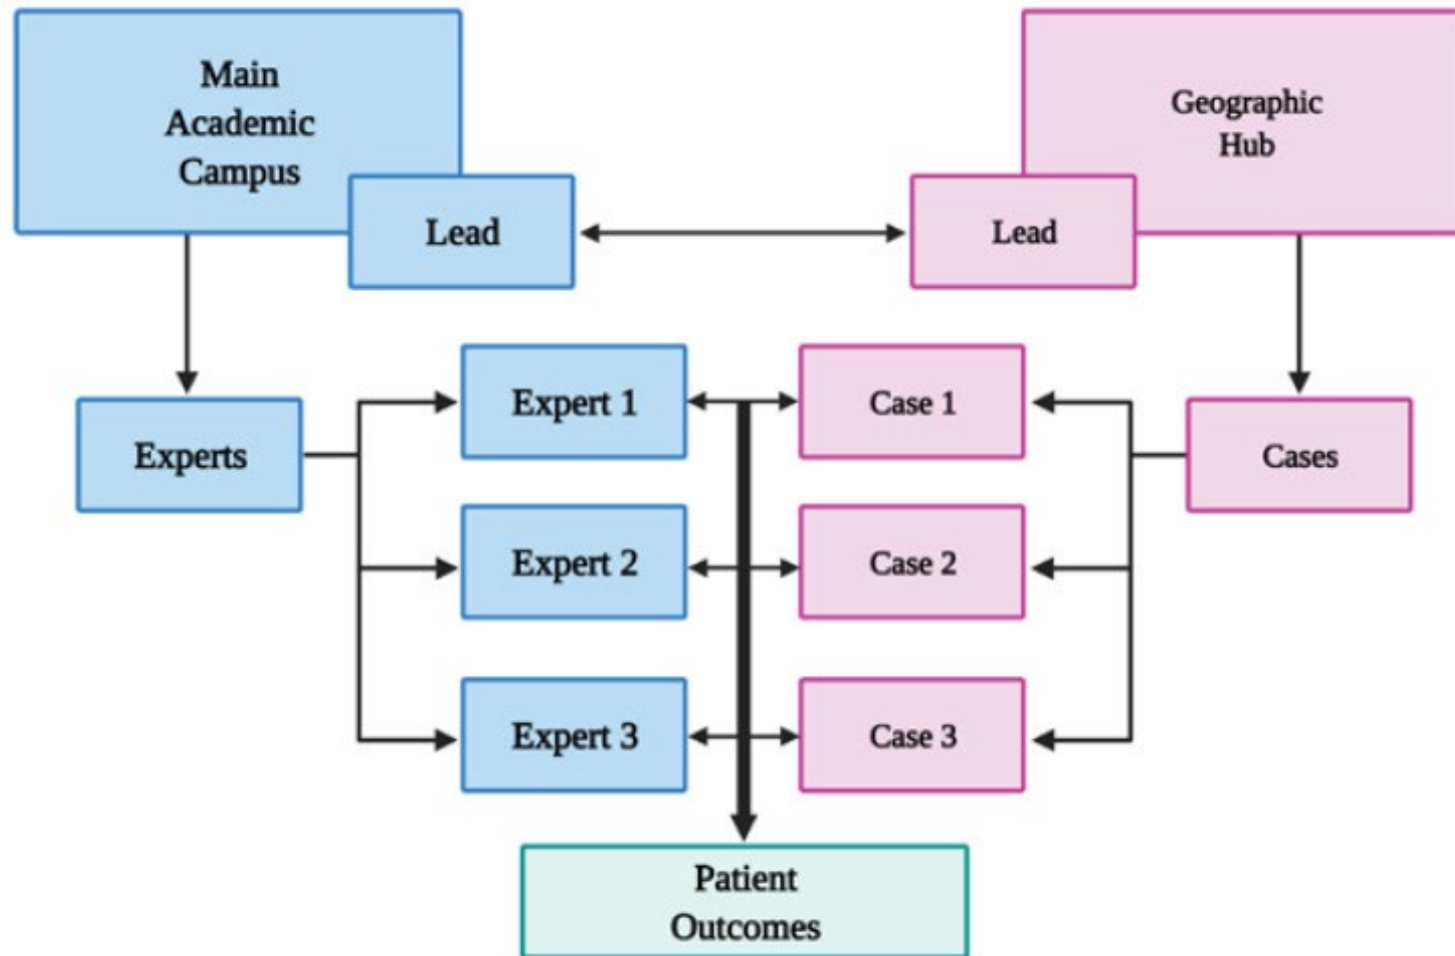 Main
Academic
Campus
Geographic
Hub
Lead
Lead
Experts
Expert 1
Case 1
Cases
Expert 2
Case 2
Expert 3
Case 3
Patient
Outcomes